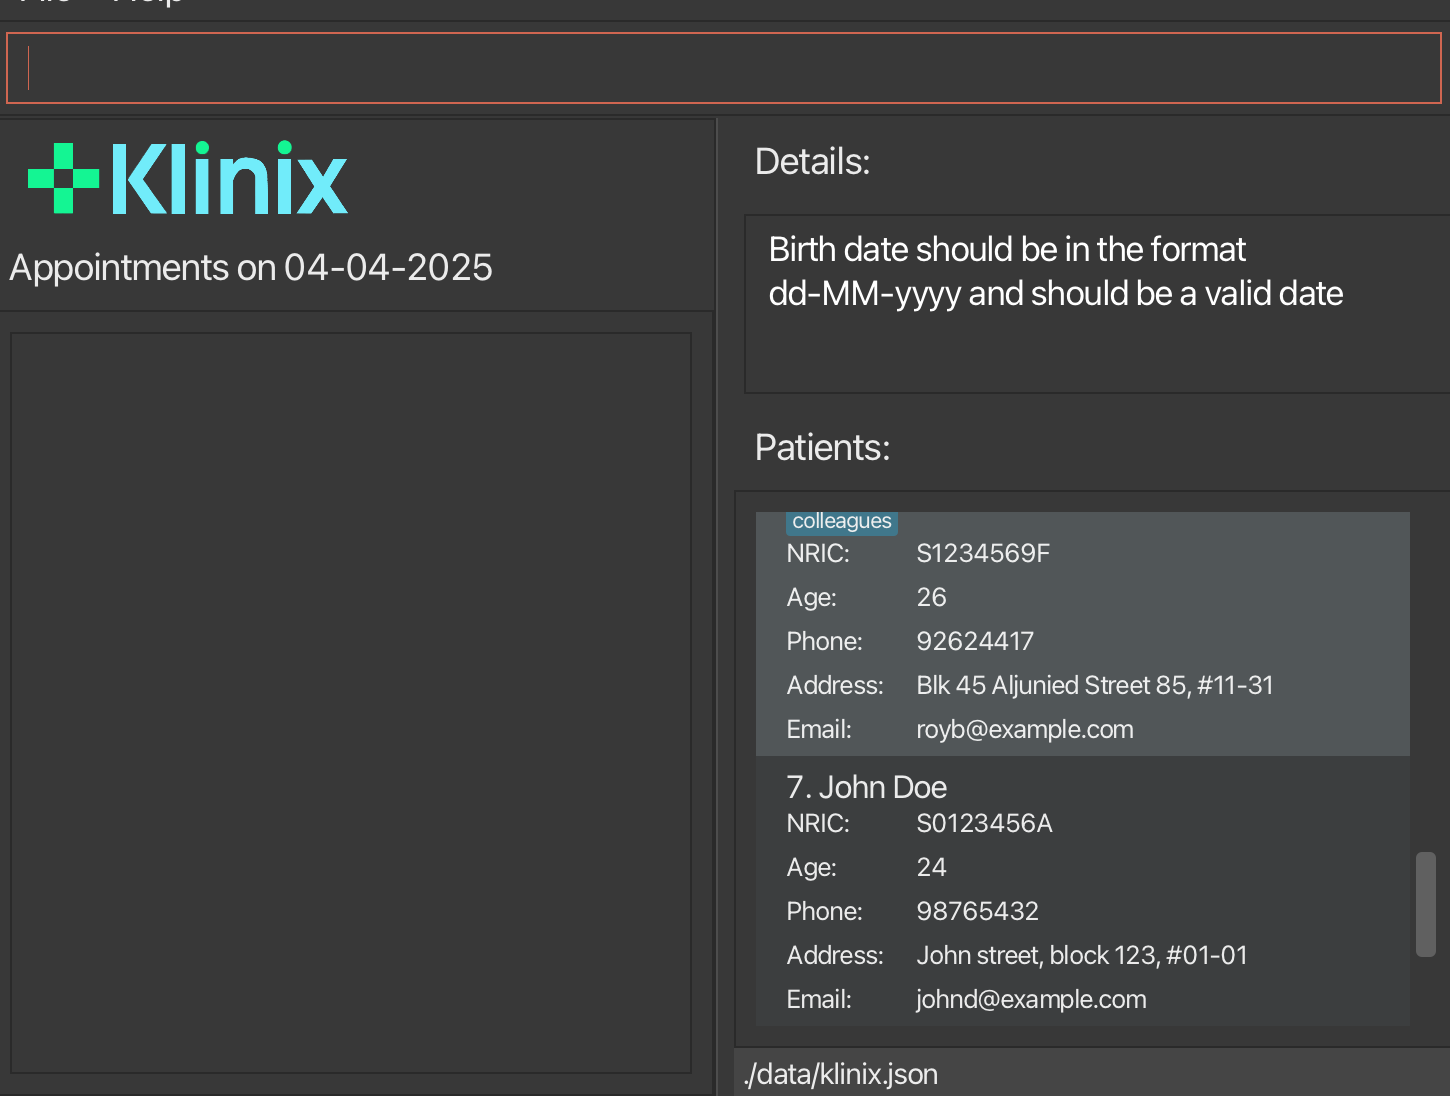 File Help
Klinix
Appointments on 04-04-2025
Details:
Birth date should be in the format
dd-MM-yyyy and should be a valid date
Patients:
colleagues
NRIC: S1234569F
Age: 26
Phone: 92624417
Address: Blk 45 Aljunied Street 85, #11-31
Email: royb@example.com
7. John Doe
NRIC: S0123456A
Age: 24
Phone: 98765432
Address: John street, block 123, #01-01
Email: johnd@example.com
./data/klinix.json